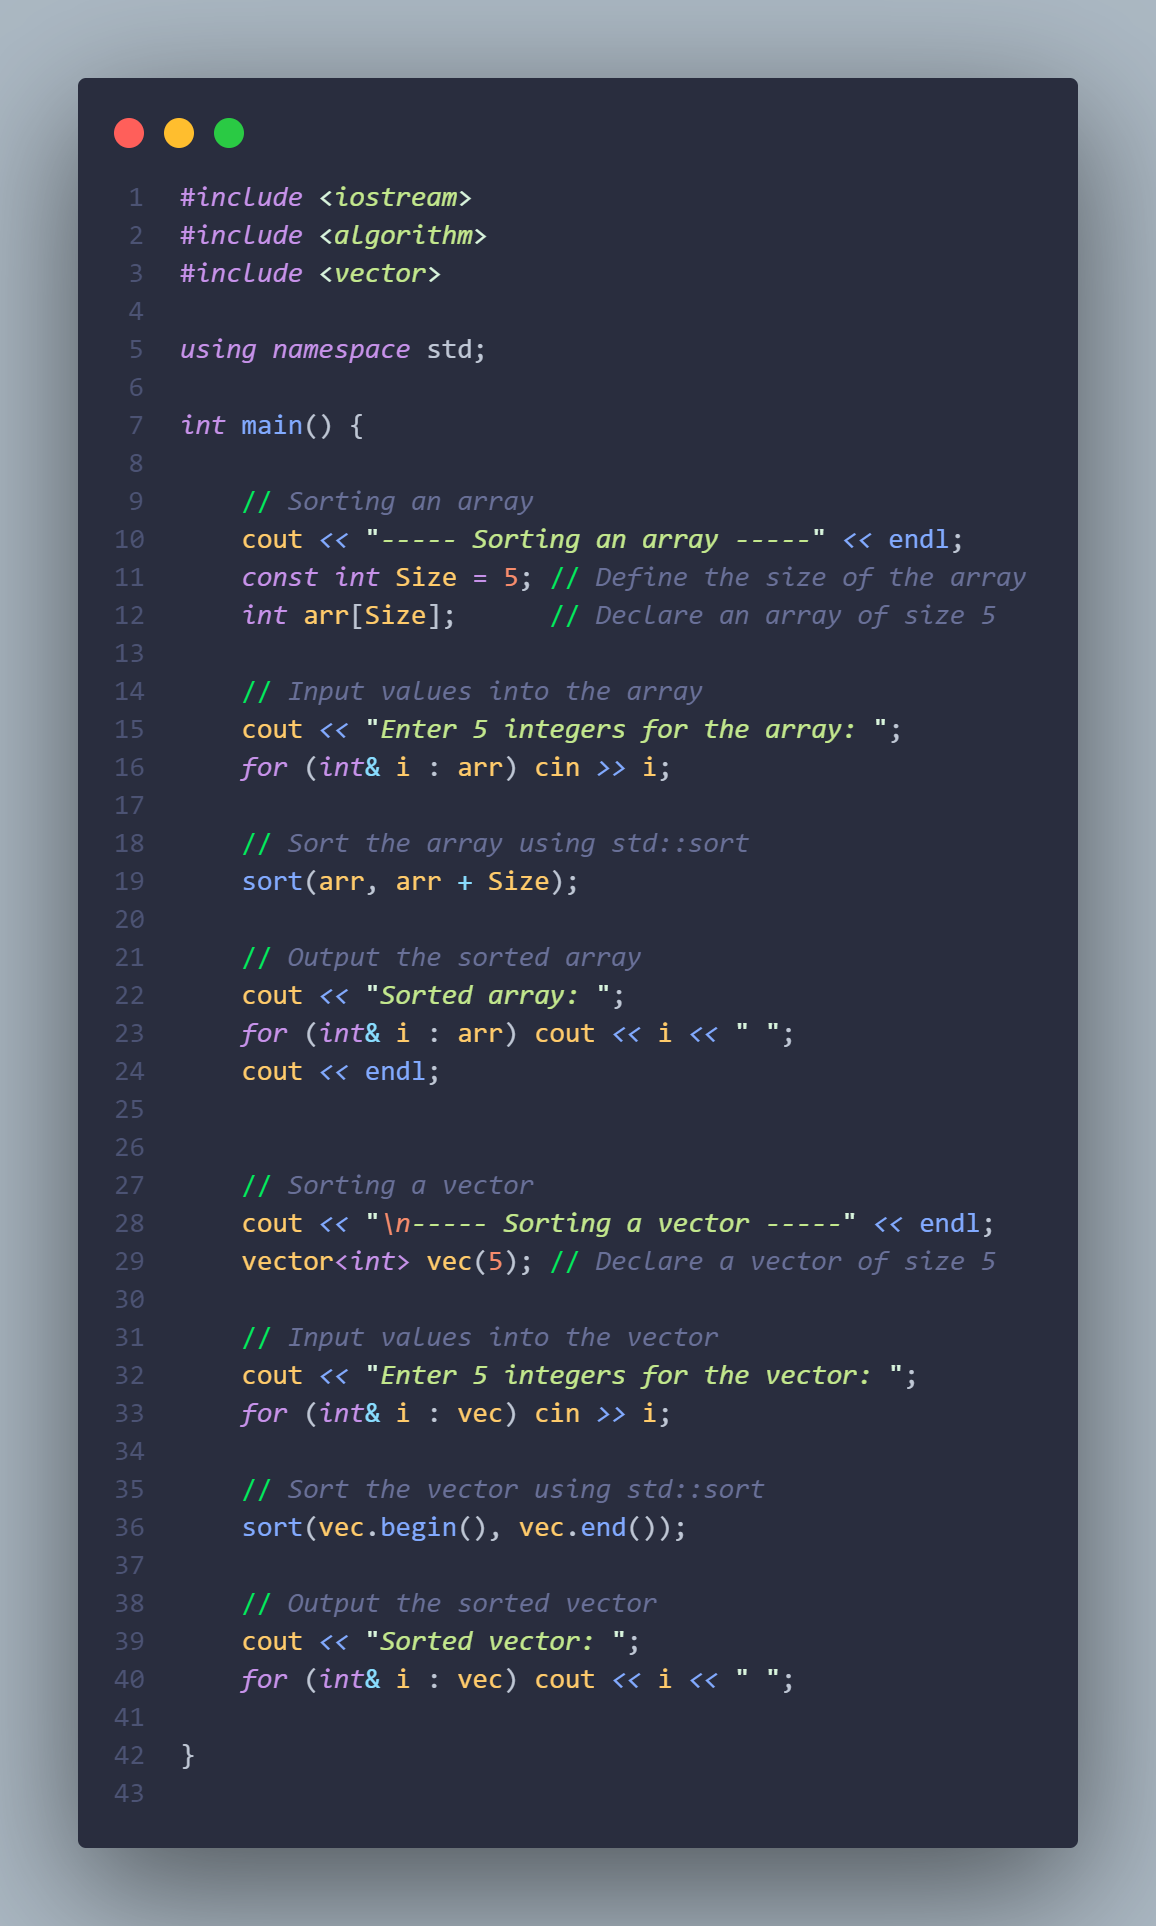 1 #include <iostream>
2 #include <algorithm>
3 #include <vector>
4
5 using namespace std;
6
7 int main() {
8
9     // Sorting an array
10     cout << "----- Sorting an array -----" << endl;
11     const int Size = 5; // Define the size of the array
12     int arr[Size];      // Declare an array of size 5
13
14     // Input values into the array
15     cout << "Enter 5 integers for the array: ";
16     for (int& i : arr) cin >> i;
17
18     // Sort the array using std::sort
19     sort(arr, arr + Size);
20
21     // Output the sorted array
22     cout << "Sorted array: ";
23     for (int& i : arr) cout << i << " ";
24     cout << endl;
25
26
27     // Sorting a vector
28     cout << "\n----- Sorting a vector -----" << endl;
29     vector<int> vec(5); // Declare a vector of size 5
30
31     // Input values into the vector
32     cout << "Enter 5 integers for the vector: ";
33     for (int& i : vec) cin >> i;
34
35     // Sort the vector using std::sort
36     sort(vec.begin(), vec.end());
37
38     // Output the sorted vector
39     cout << "Sorted vector: ";
40     for (int& i : vec) cout << i << " ";
41
42 }
43